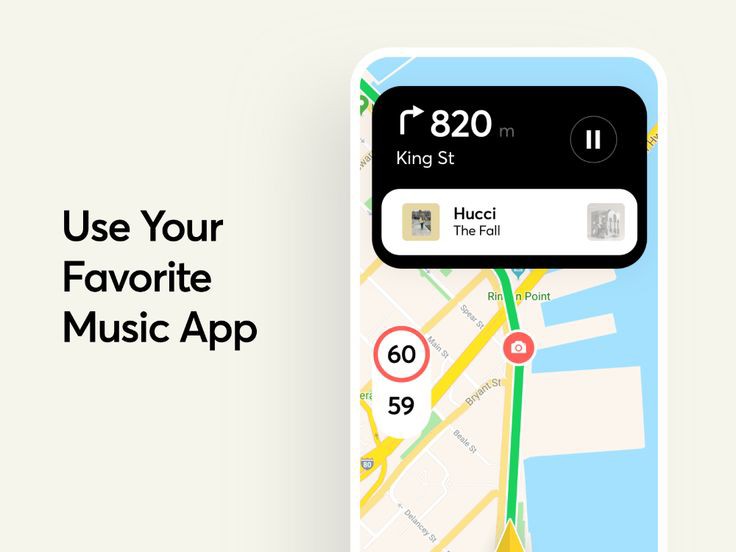 Use Your
Favorite
Music App
820 m
King St
Hucci
The Fall
Point
Spear St
Main St
60
59
Bryant St
Beale St
80
Delancey St